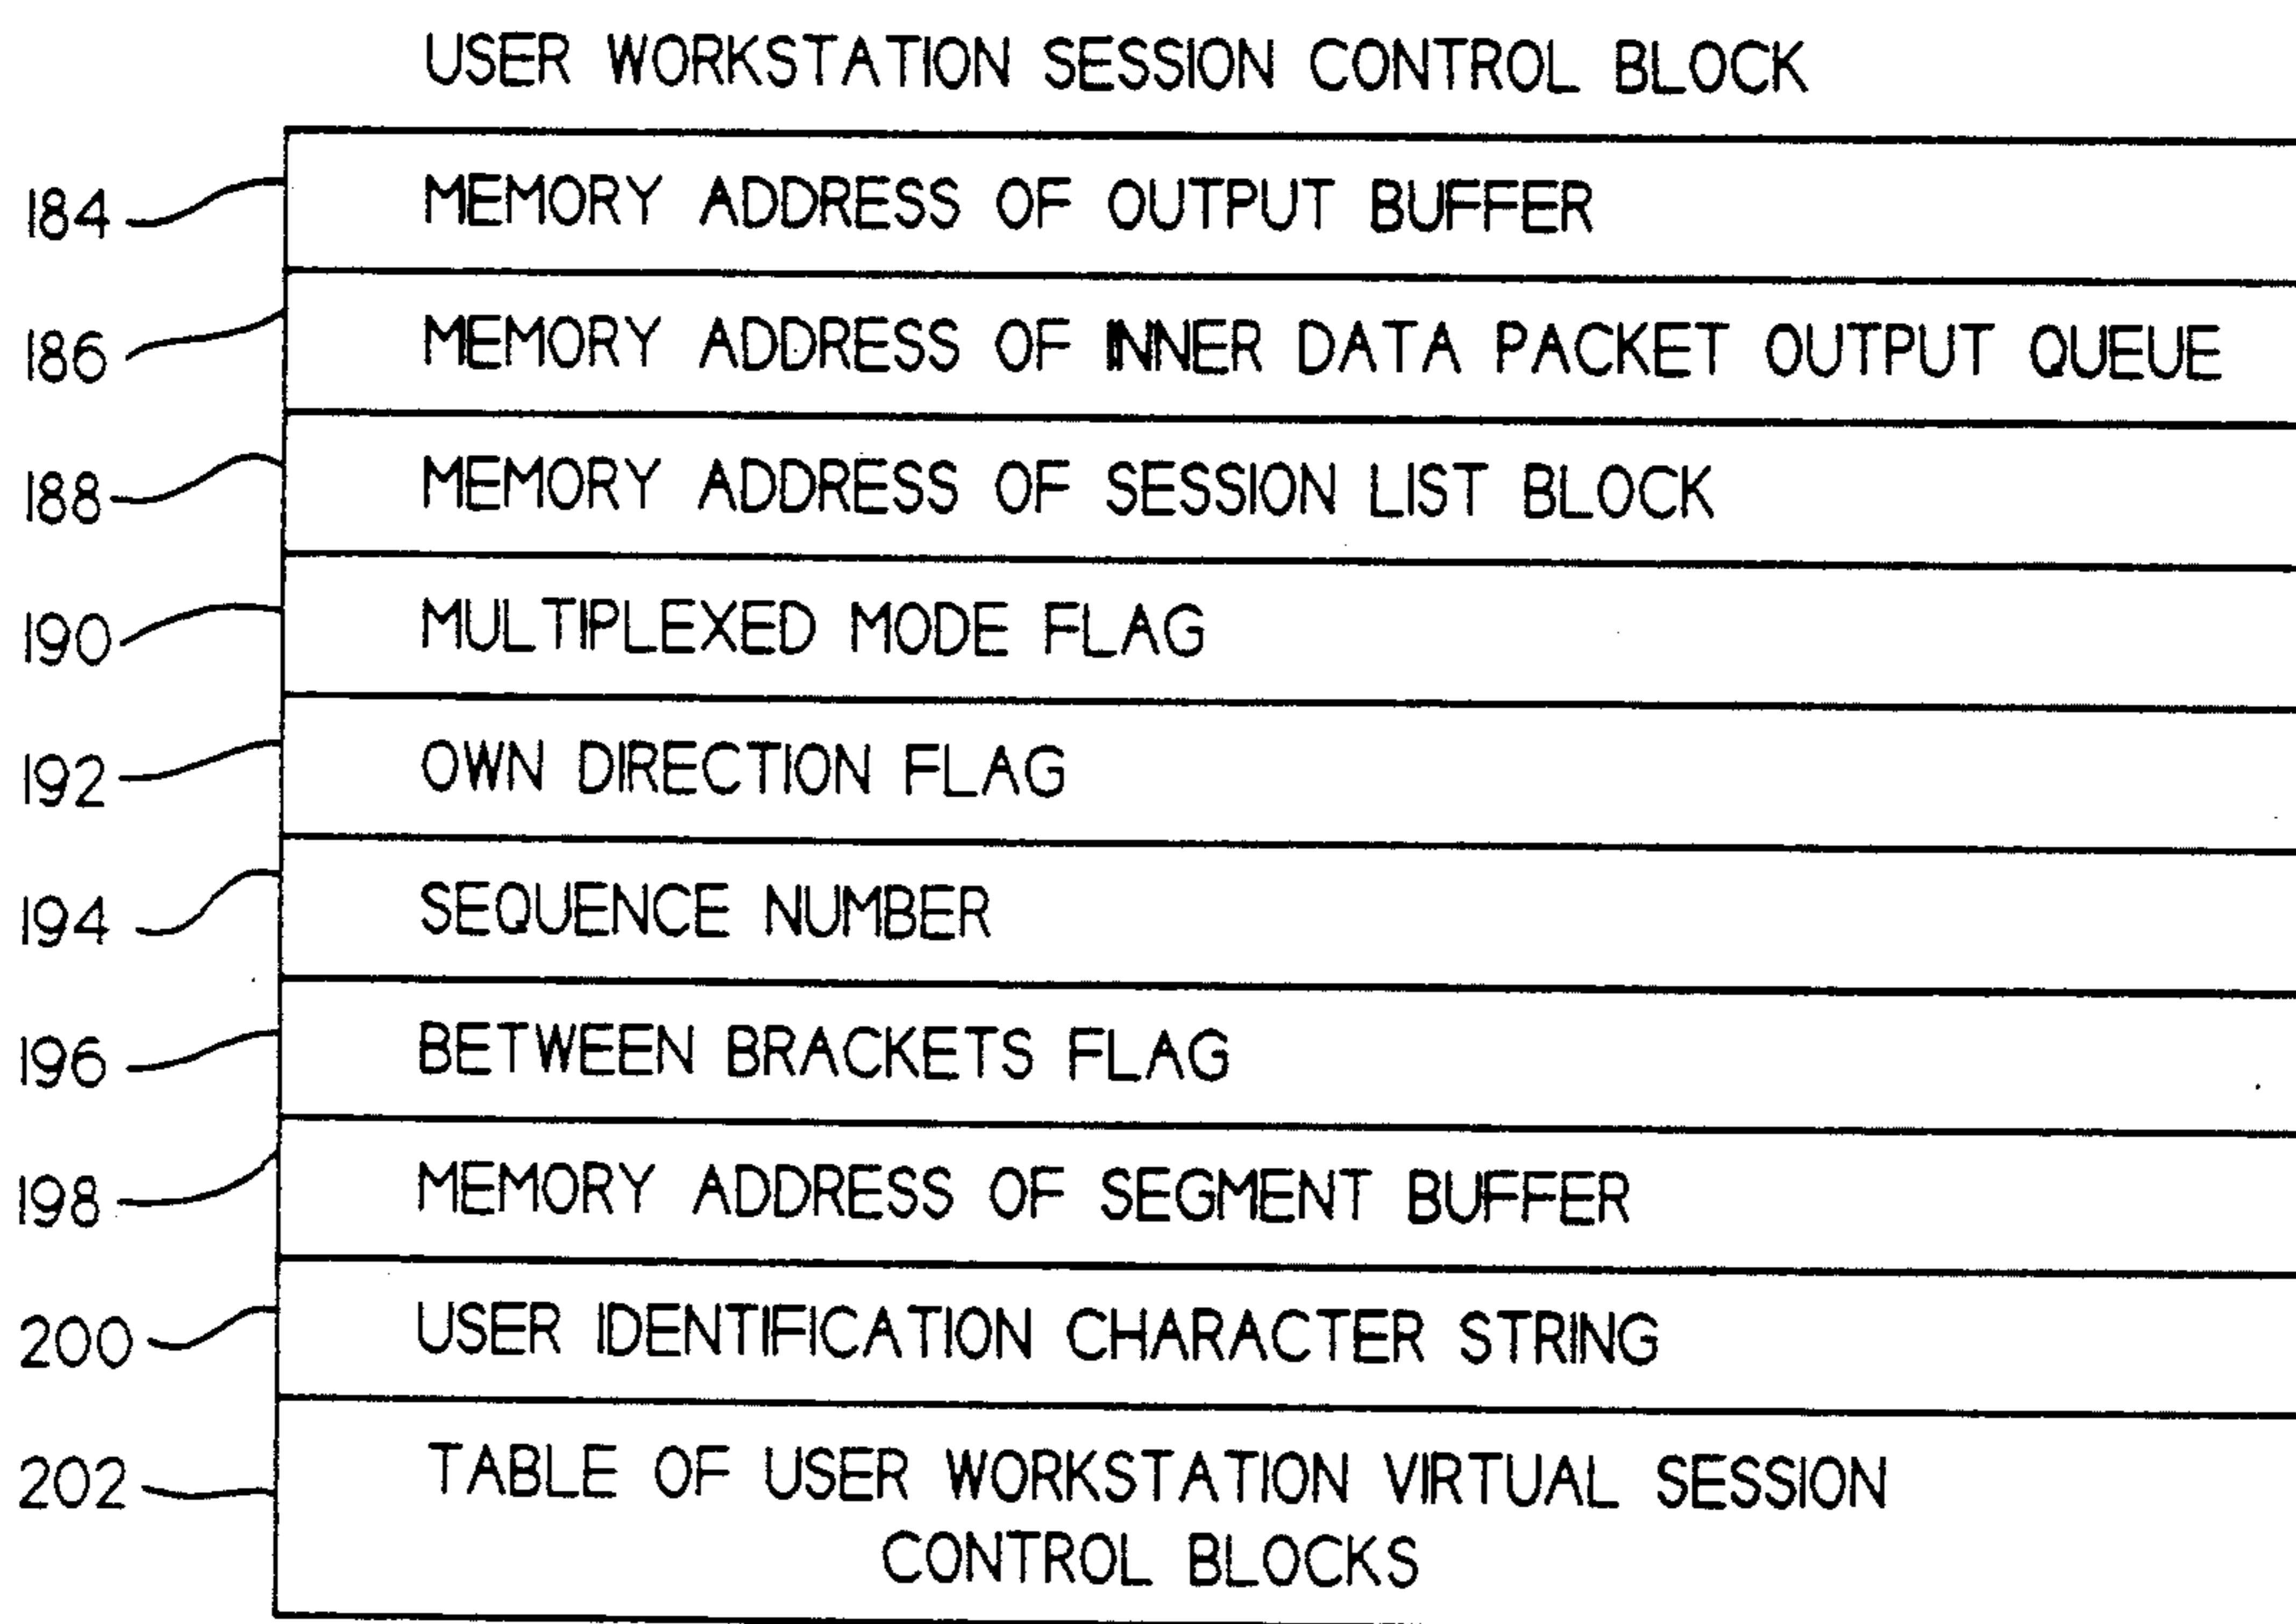 USER WORKSTATION SESSION CONTROL BLOCK
184 MEMORY ADDRESS OF OUTPUT BUFFER
186 MEMORY ADDRESS OF INNER DATA PACKET OUTPUT QUEUE
188 MEMORY ADDRESS OF SESSION LIST BLOCK
190 MULTIPLEXED MODE FLAG
192 OWN DIRECTION FLAG
194 SEQUENCE NUMBER
196 BETWEEN BRACKETS FLAG
198 MEMORY ADDRESS OF SEGMENT BUFFER
200 USER IDENTIFICATION CHARACTER STRING
202 TABLE OF USER WORKSTATION VIRTUAL SESSION
CONTROL BLOCKS